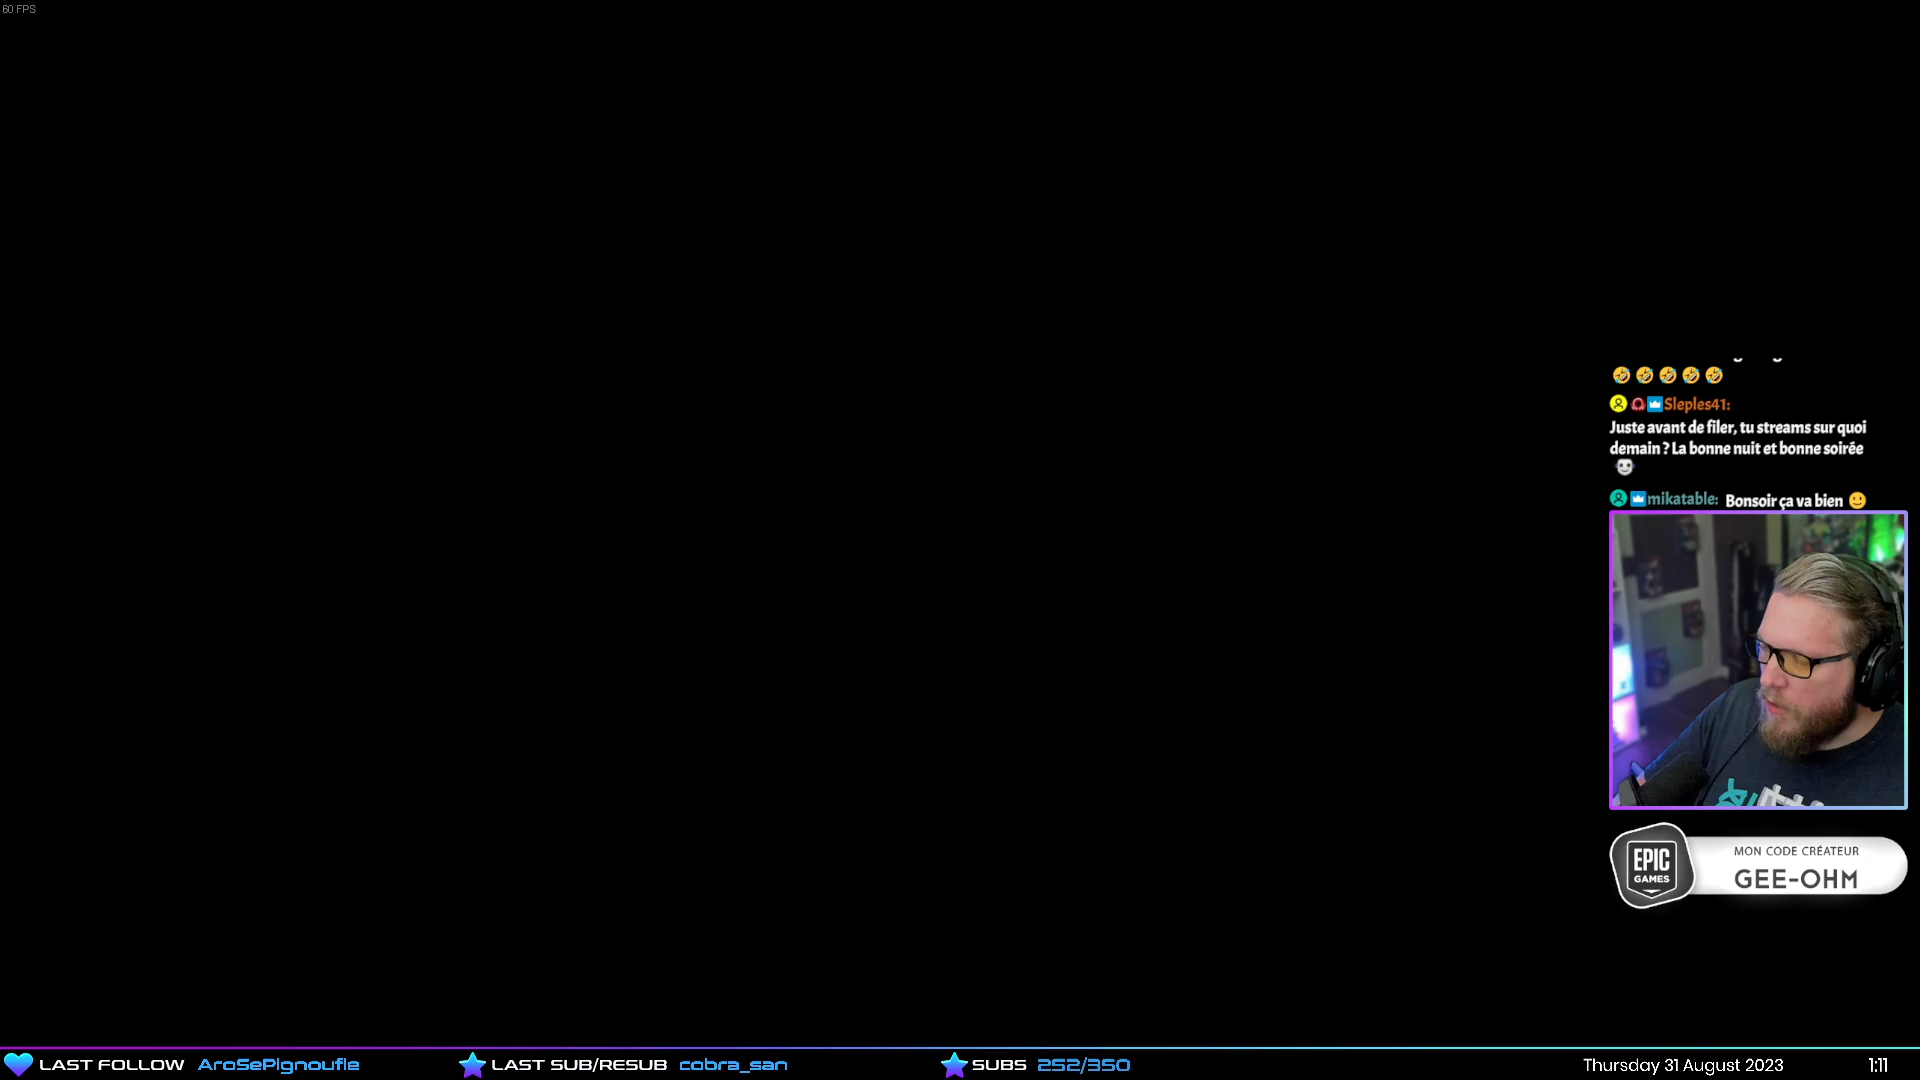 60 FPS
Sleples41:
Juste avant de filer, tu streams sur quoi
demain ? La bonne nuit et bonne soirée
mikatable: Bonsoir ça va bien
EPIC
GAMES
MON CODE CRÉATEUR
GEE-OHM
LAST FOLLOW AraSePignoufle
LAST SUB/RESUB cobra_san
SUBS 252/350
Thursday 31 August 2023
1:11